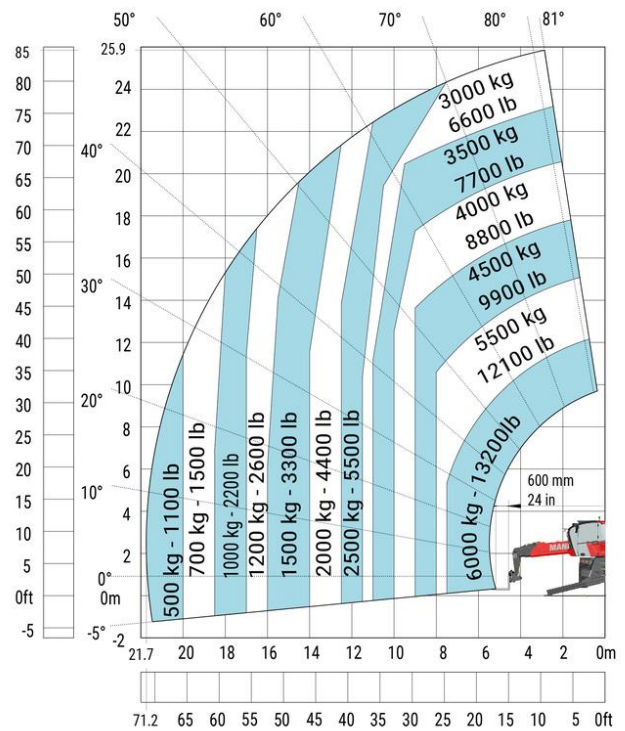 50° 60° 70° 80° 81°
85 25.9
80 24
75
70 22
65 20
60 18
55 16
50
45 14
40 12
35
30 10
25 8
20 6
15
10 4
5 2
0ft 0m
-5 -2
40°
30°
20°
10°
0°
-5°
3000 kg
6600 lb
3500 kg
7700 lb
4000 kg
8800 lb
4500 kg
9900 lb
5500 kg
12100 lb
500 kg - 1100 lb
700 kg - 1500 lb
1000 kg - 2200 lb
1200 kg - 2600 lb
1500 kg - 3300 lb
2000 kg - 4400 lb
2500 kg - 5500 lb
6000 kg - 13200lb
600 mm
24 in
21.7 20 18 16 14 12 10 8 6 4 2 0m
71.2 65 60 55 50 45 40 35 30 25 20 15 10 5 0ft